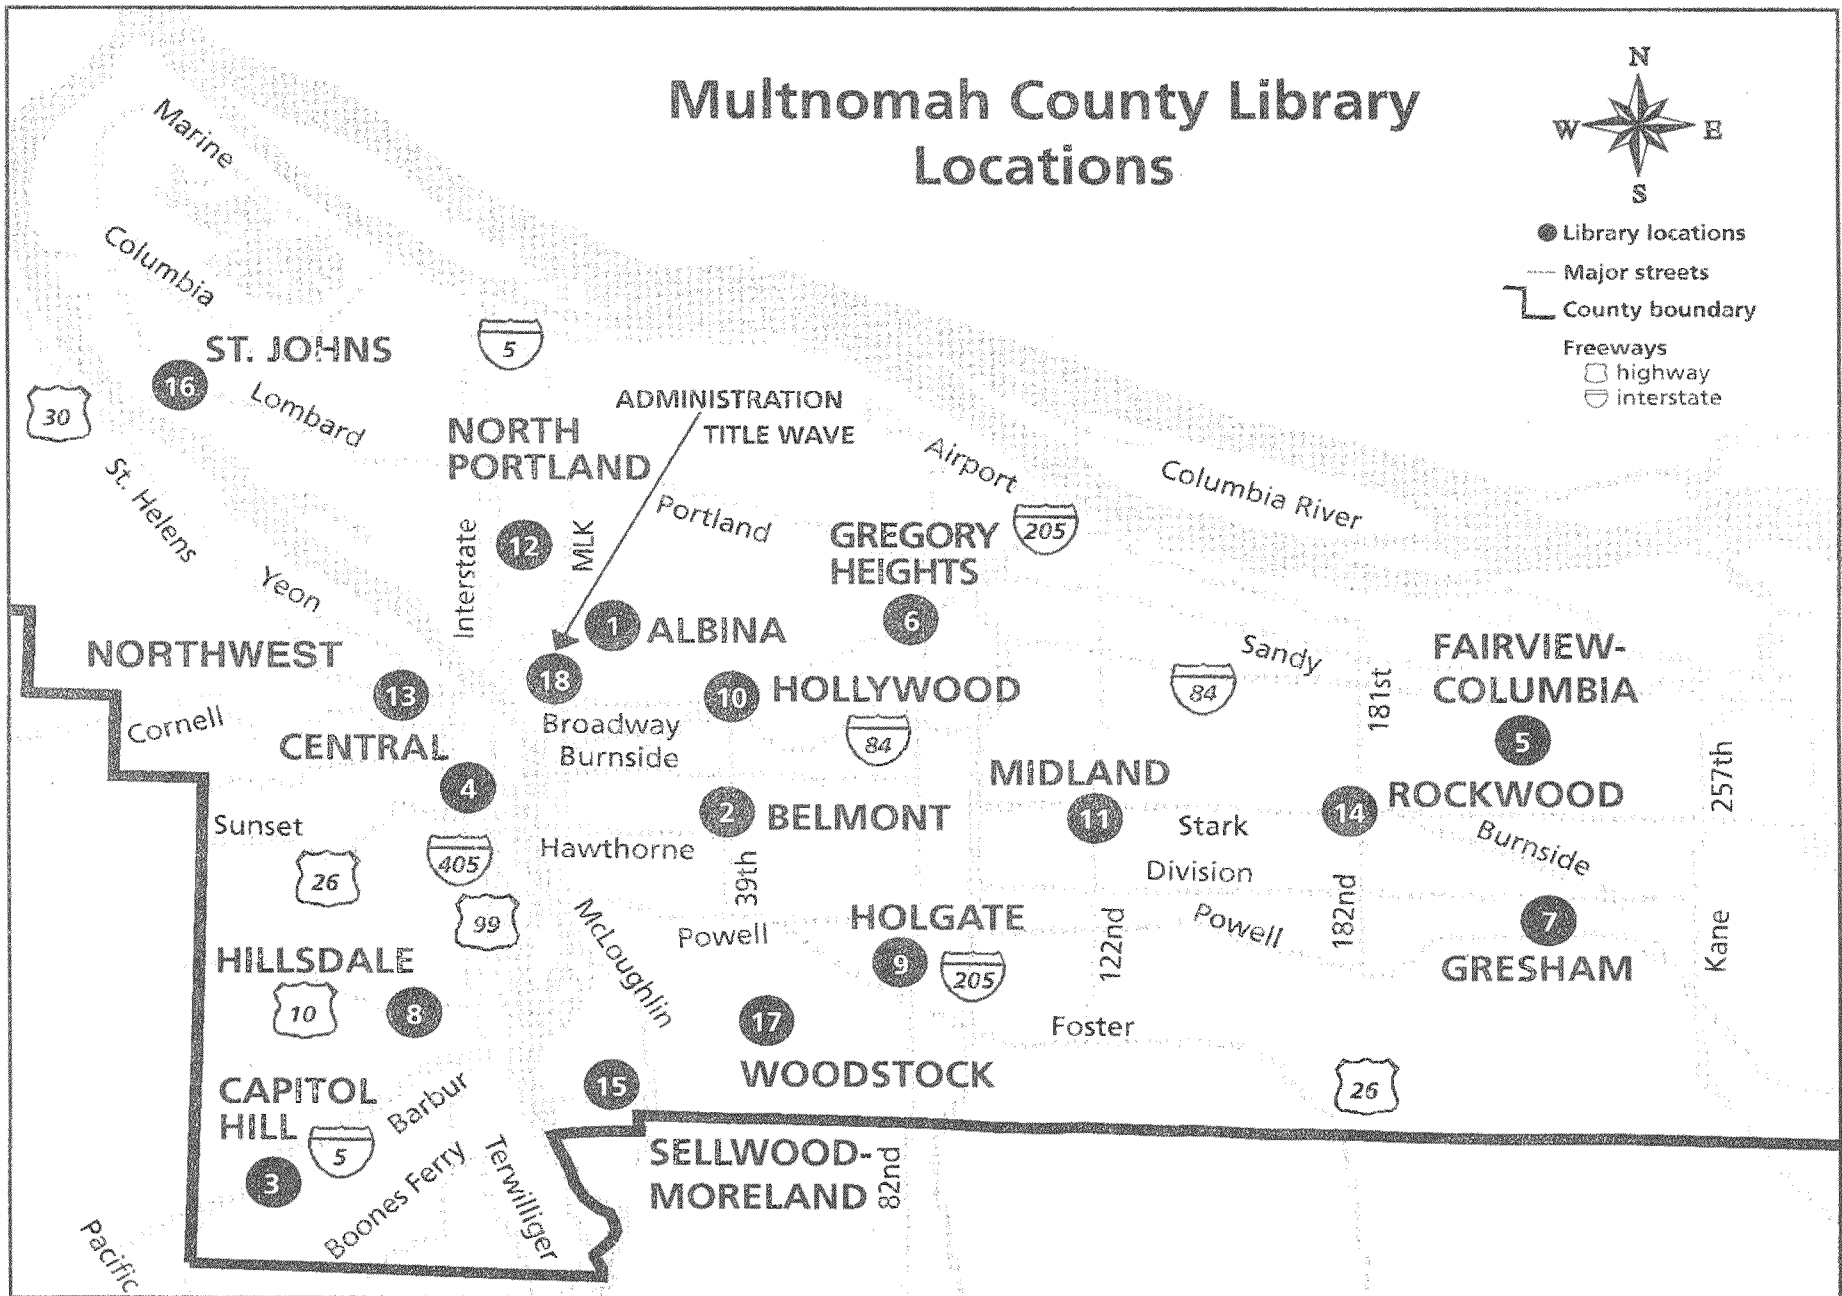 Multnomah County Library
Locations
N
W
E
S
Library locations
Major streets
County boundary
Freeways
highway
interstate
Marine
Columbia
ST. JOHNS
16
30
Lombard
5
ADMINISTRATION
TITLE WAVE
NORTH
PORTLAND
St. Helens
Portland
Airport
Columbia River
205
Interstate
12
MLK
GREGORY
HEIGHTS
Yeon
1
ALBINA
6
NORTHWEST
13
18
10
HOLLYWOOD
Sandy
84
181st
FAIRVIEW-
COLUMBIA
5
Cornell
CENTRAL
4
Broadway
Burnside
84
MIDLAND
11
Stark
14
ROCKWOOD
257th
Sunset
26
405
Hawthorne
2
BELMONT
39th
Division
Burnside
99
McLoughlin
Powell
HOLGATE
9
205
122nd
Powell
182nd
7
GRESHAM
Kane
HILLSDALE
10
8
17
WOODSTOCK
Foster
26
CAPITOL
HILL
5
3
Barbur
15
SELLWOOD-
MORELAND
82nd
Boones Ferry
Terwilliger
Pacific